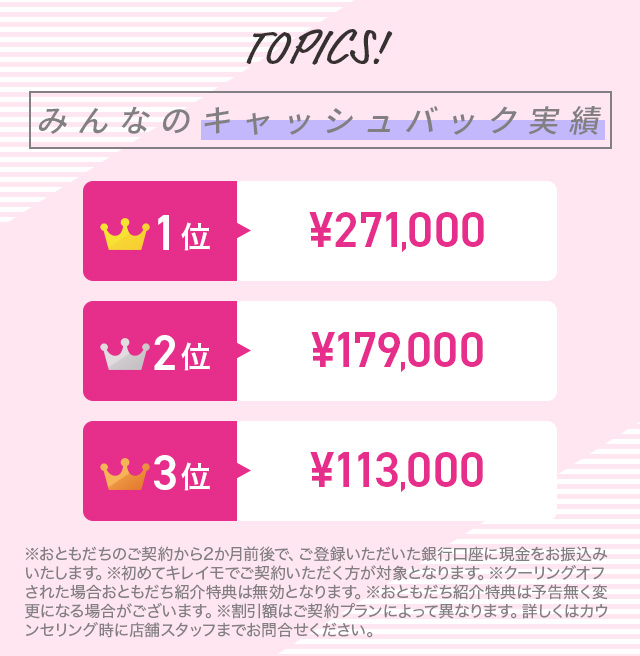 TOPICS!
みんなのキャッシュバック実績
1位 ¥271,000
2位 ¥179,000
3位 ¥113,000
※おともだちのご契約から2か月前後で、ご登録いただいた銀行口座に現金をお振込み
いたします。※初めてキレイモでご契約いただく方が対象となります。※クーリングオフ
された場合おともだち紹介特典は無効となります。※おともだち紹介特典は予告無く変
更になる場合がございます。※割引額はご契約プランによって異なります。詳しくはカウ
ンセリング時に店舗スタッフまでお問合せください。